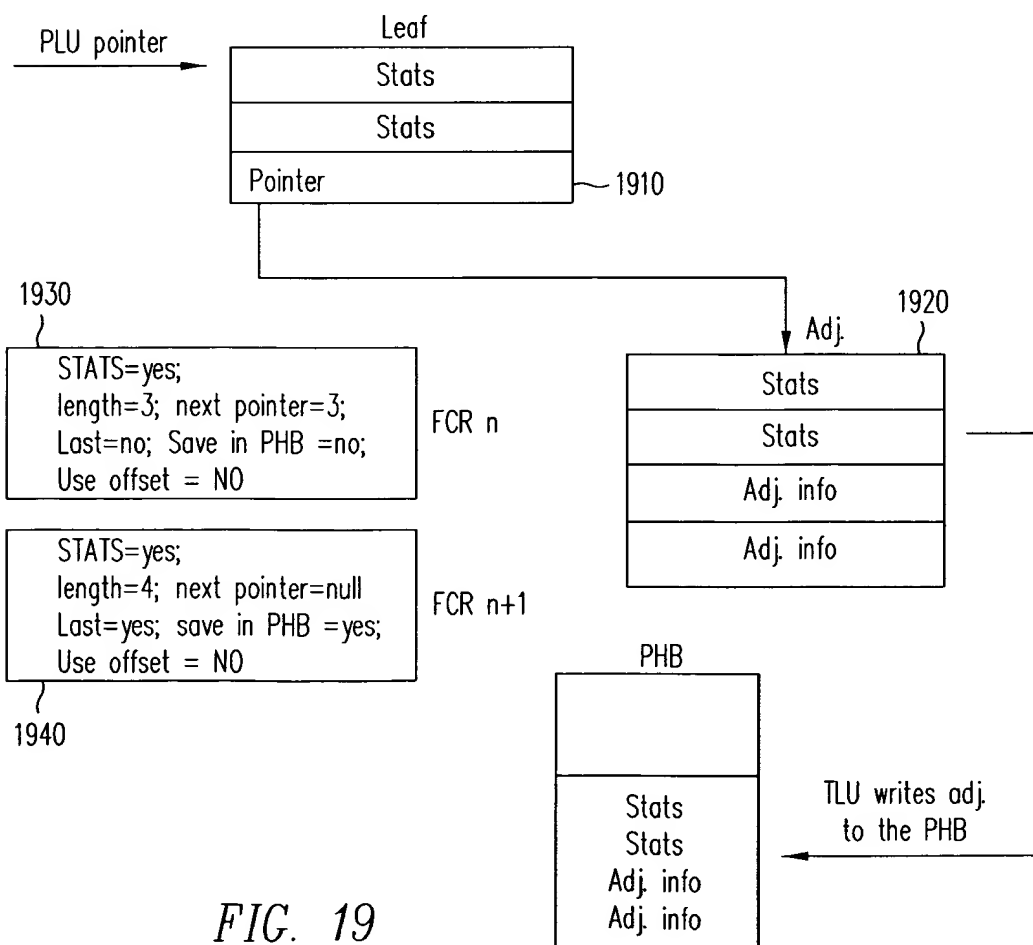 PLU pointer
Leaf
Stats
Stats
Pointer
1910
1930
STATS=yes;
length=3; next pointer=3;
Last=no; Save in PHB =no;
Use offset = NO
FCR n
STATS=yes;
length=4; next pointer=null
Last=yes; save in PHB =yes;
Use offset = NO
FCR n+1
1940
1920
Adj.
Stats
Stats
Adj. info
Adj. info
PHB
Stats
Stats
Adj. info
Adj. info
TLU writes adj.
to the PHB
FIG. 19